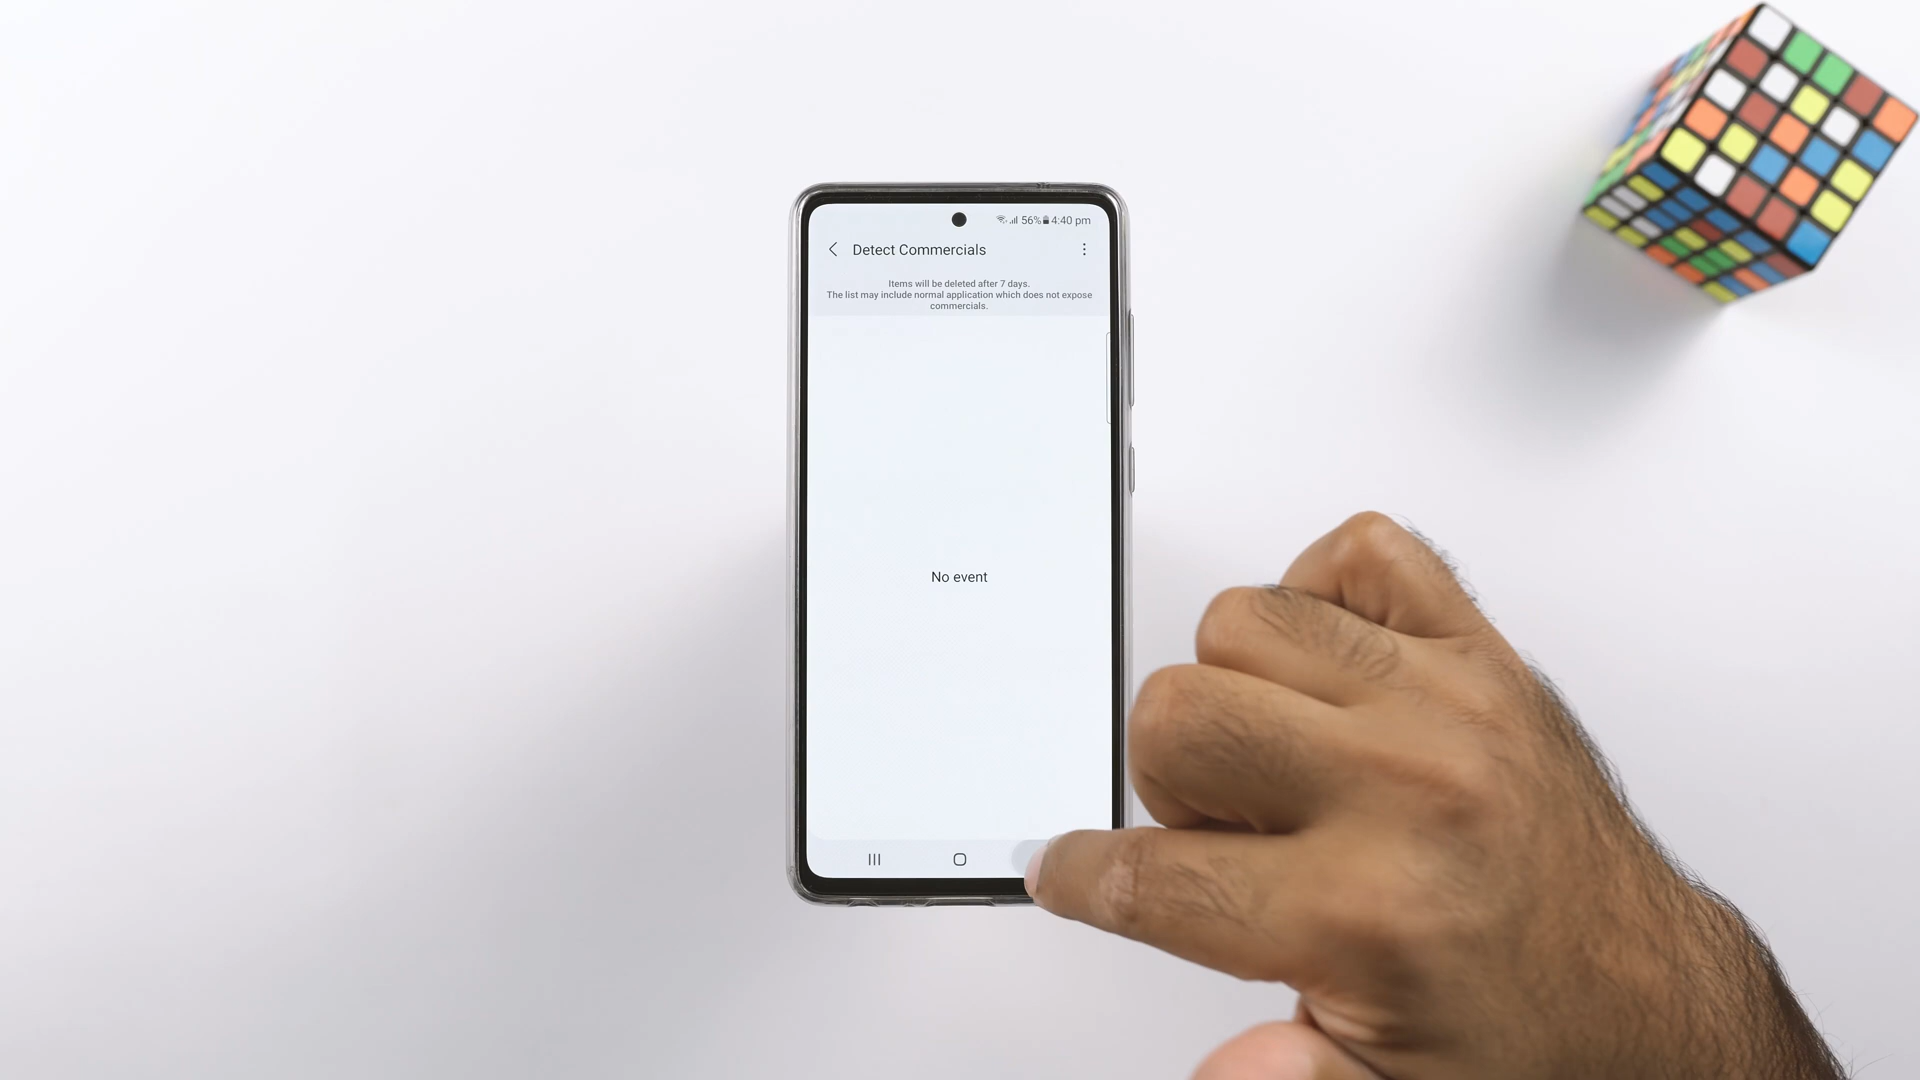 56% 4:40 pm
Detect Commercials
Items will be deleted after 7 days.
The list may include normal application which does not expose
commercials.
No event